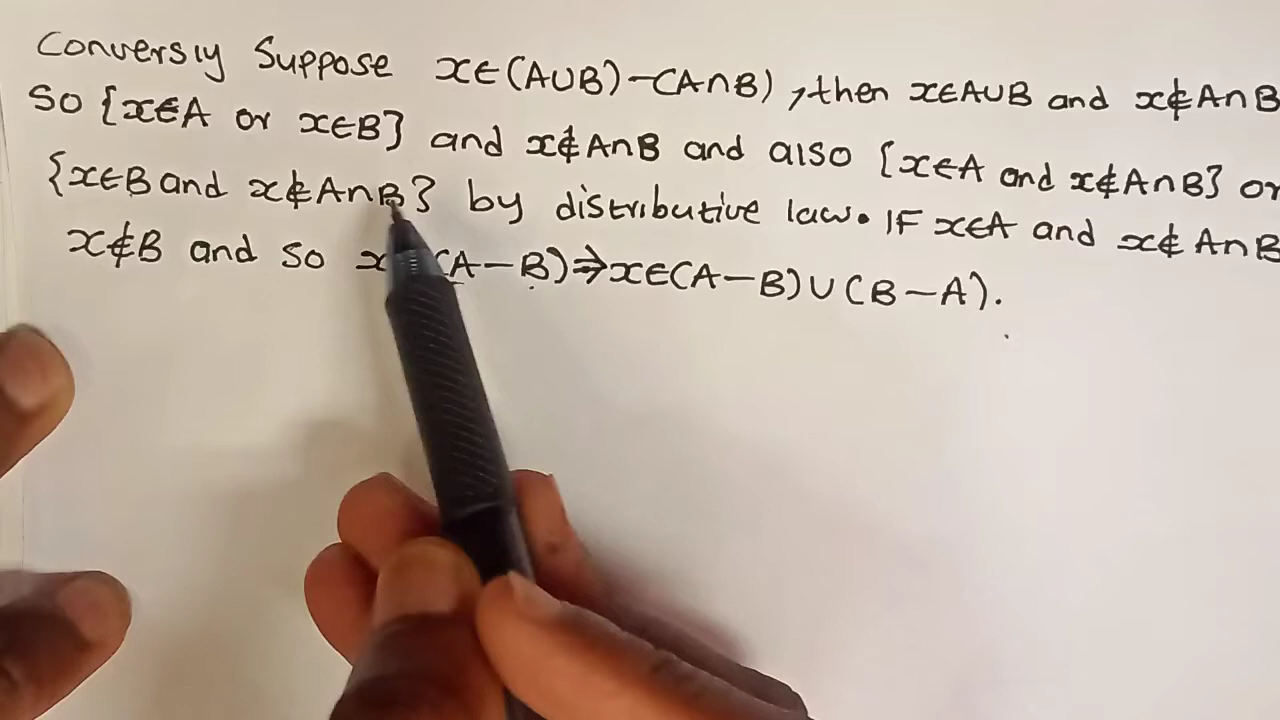 Conversly Suppose x∈(A∪B)−(A∩B), then x∈A∪B and x∉A∩B
So {x∈A or x∈B} and x∉A∩B and also {x∈A and x∉A∩B} or
{x∈B and x∉A∩B} by distributive law. IF x∈A and x∉A∩B
x∉B and so x (A−B)⇒x∈(A−B)∪(B−A).